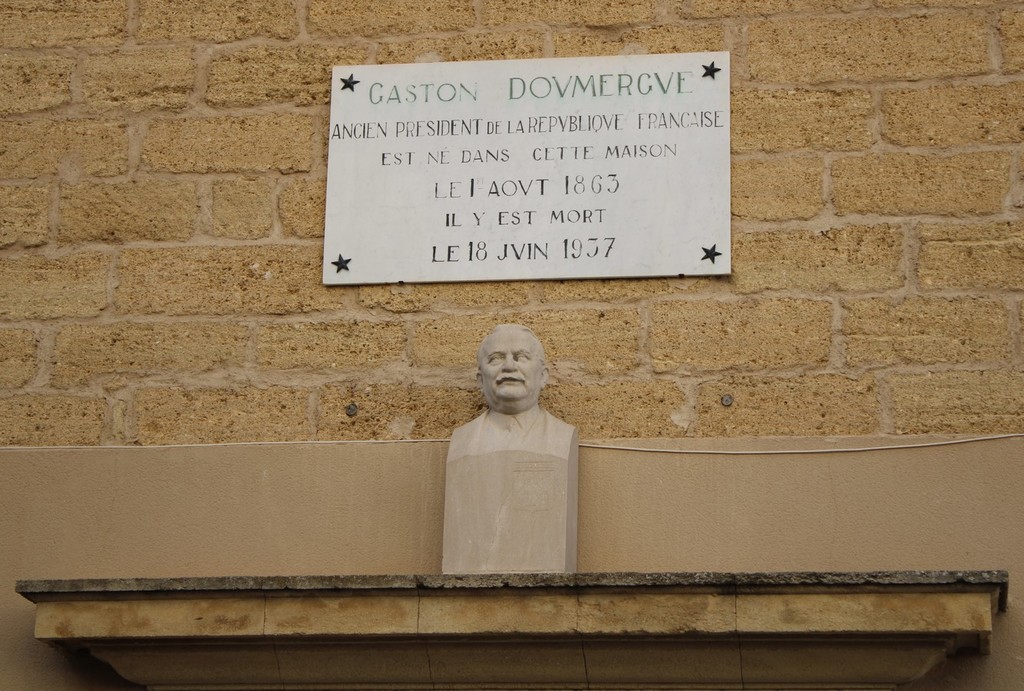 GASTON DOVMERGVE
ANCIEN PRESIDENT DE LA REPVBLIQVE FRANCAISE
EST NÉ DANS CETTE MAISON
LE 1ER AOVT 1863
IL Y EST MORT
LE 18 JVIN 1937